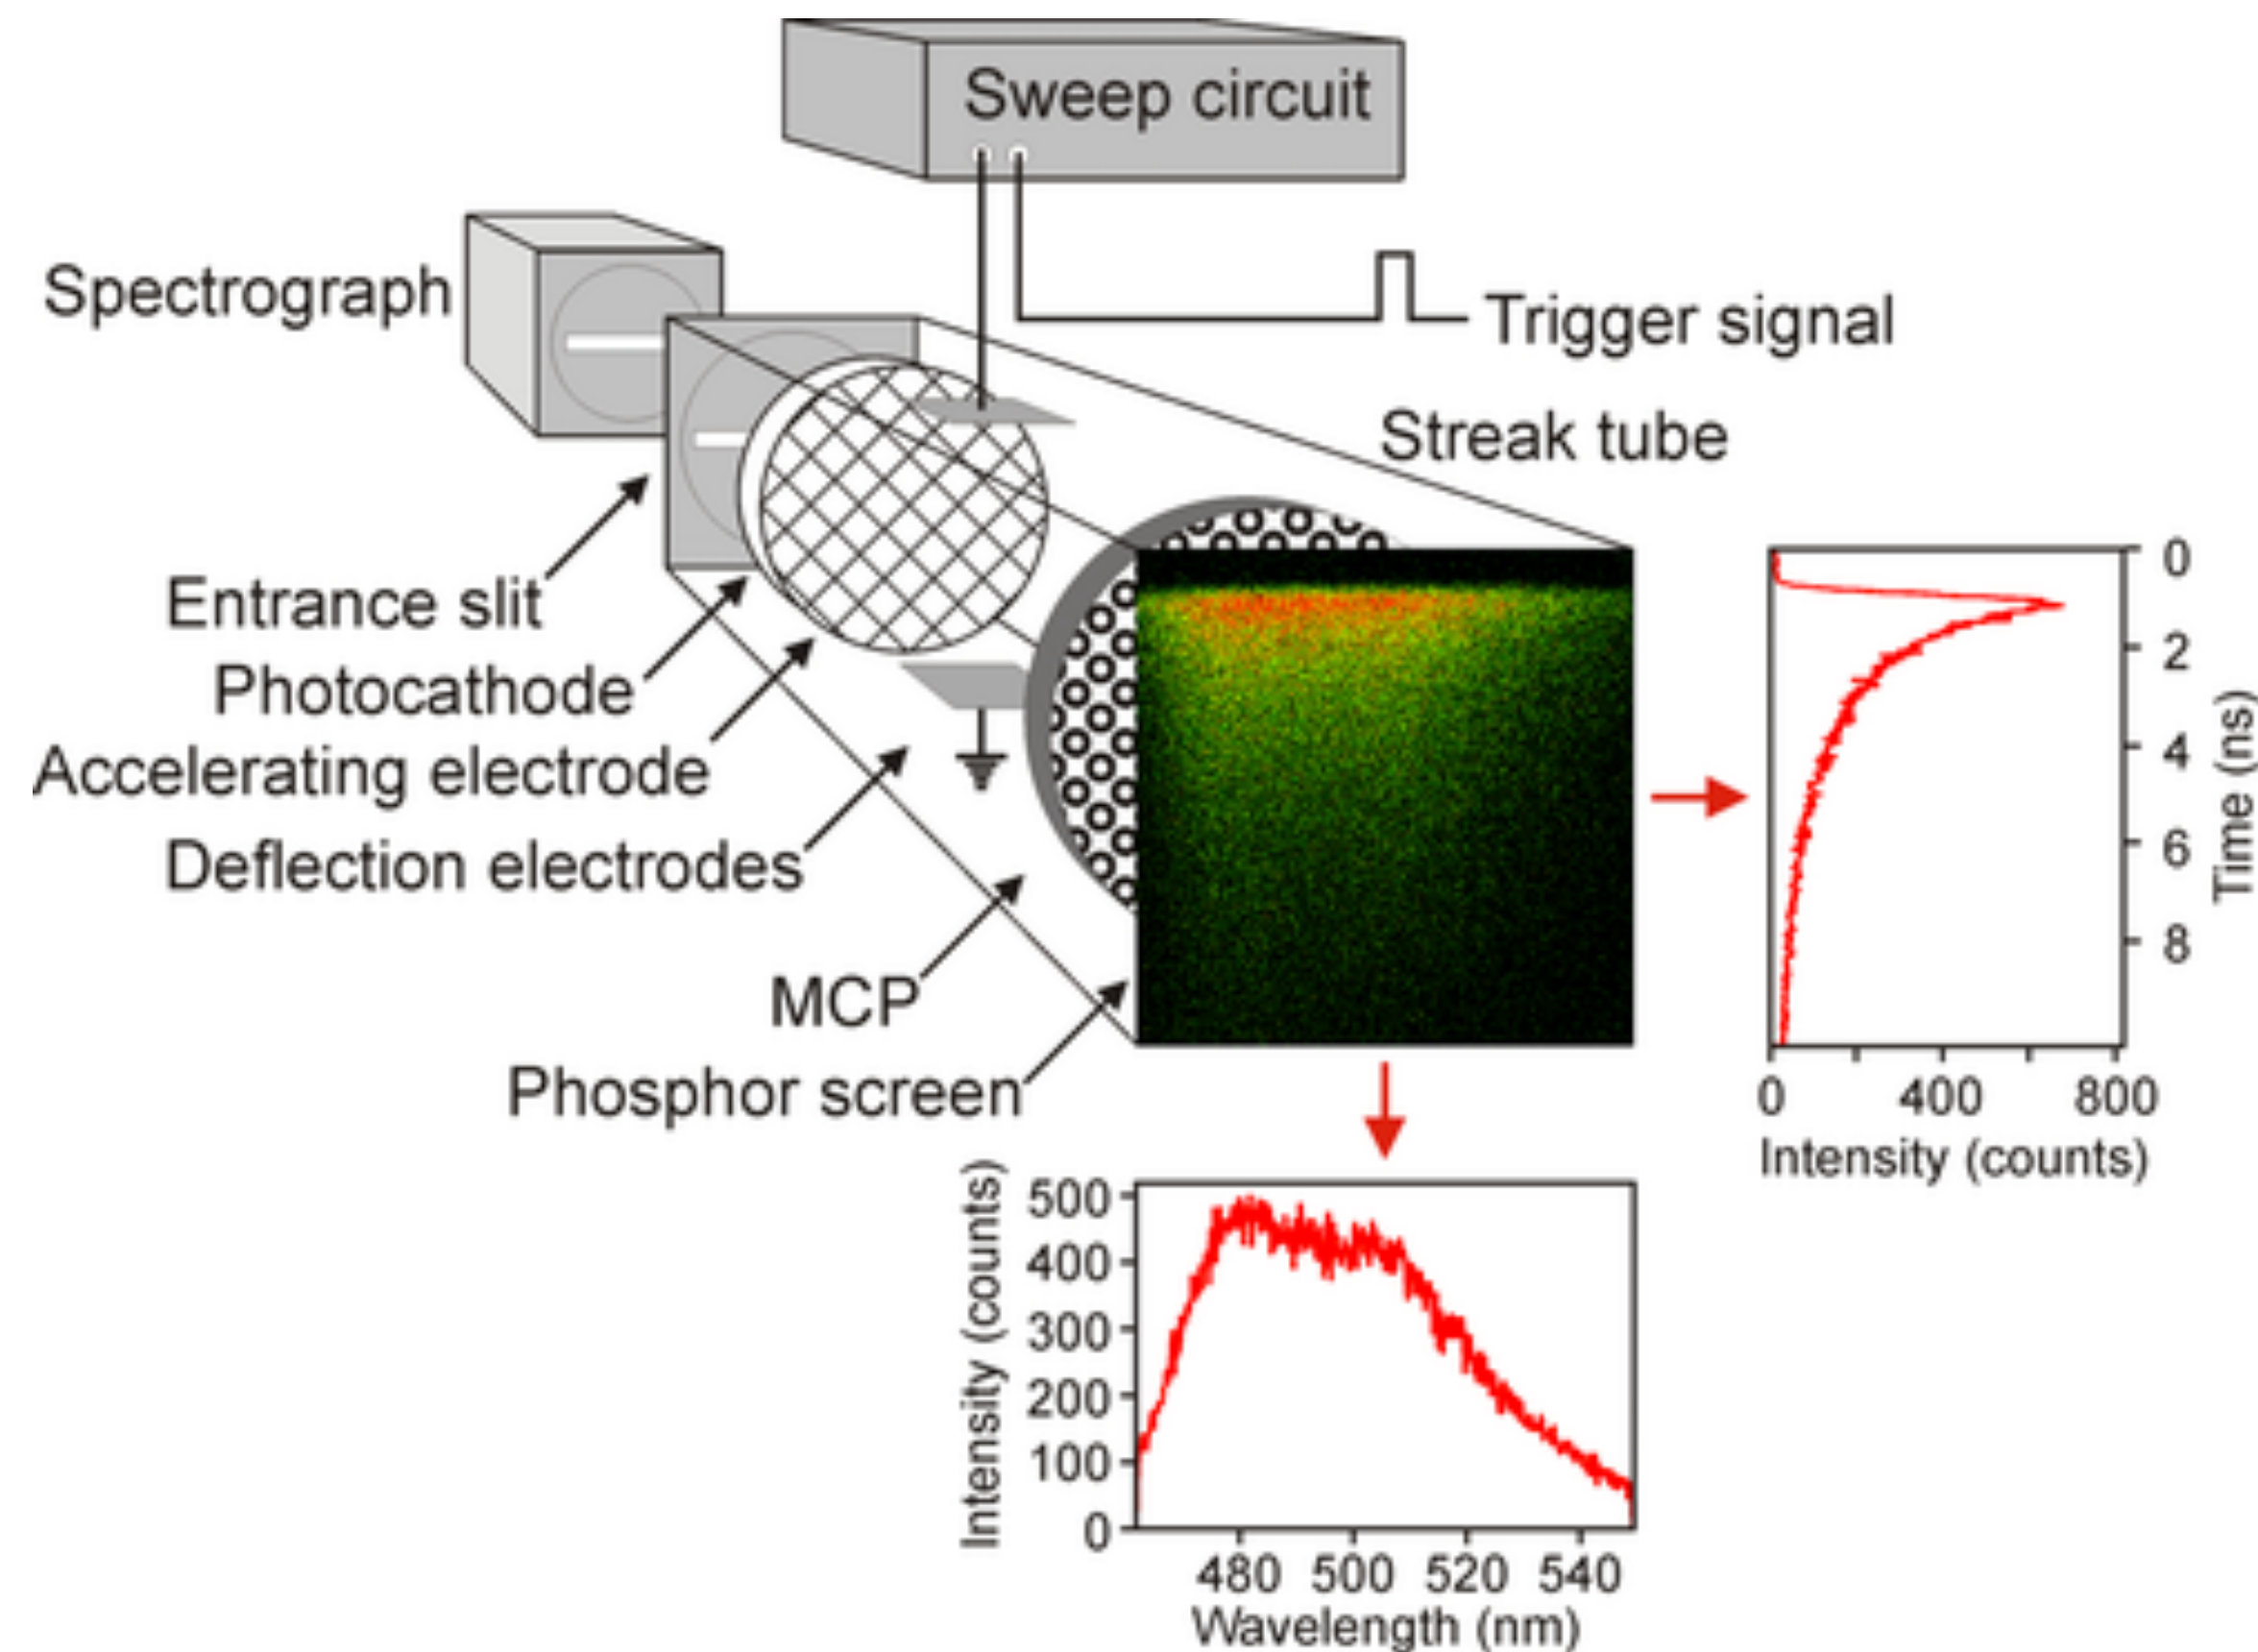 Sweep circuit
Spectrograph
Trigger signal
Streak tube
Entrance slit
Photocathode
Accelerating electrode
Deflection electrodes
MCP
Phosphor screen
0
2
4
6
8
Time (ns)
0 400 800
Intensity (counts)
500
400
300
200
100
0
Intensity (counts)
480 500 520 540
Wavelength (nm)